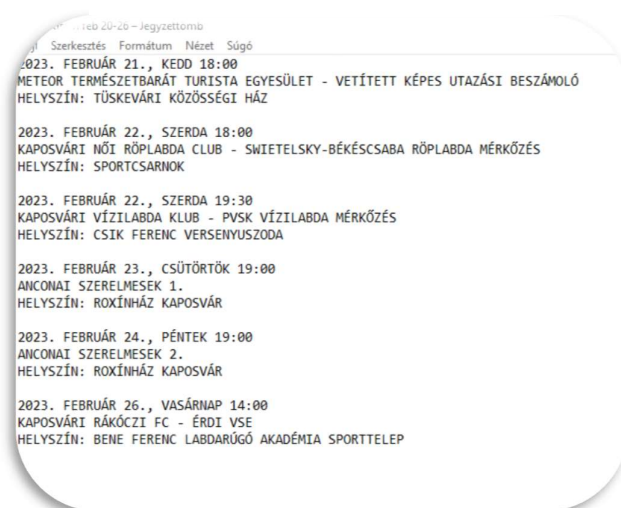 feb 20-26 – Jegyzettömb
Szerkesztés Formátum Nézet Súgó
2023. FEBRUÁR 21., KEDD 18:00
METEOR TERMÉSZETBARÁT TURISTA EGYESÜLET - VETÍTETT KÉPES UTAZÁSI BESZÁMOLÓ
HELYSZÍN: TÜSKEVÁRI KÖZÖSSÉGI HÁZ
2023. FEBRUÁR 22., SZERDA 18:00
KAPOSVÁRI NŐI RÖPLABDA CLUB - SWIETELSKY-BÉKÉSCSABA RÖPLABDA MÉRKŐZÉS
HELYSZÍN: SPORTCSARNOK
2023. FEBRUÁR 22., SZERDA 19:30
KAPOSVÁRI VÍZILABDA KLUB - PVSK VÍZILABDA MÉRKŐZÉS
HELYSZÍN: CSIK FERENC VERSENYUSZODA
2023. FEBRUÁR 23., CSÜTÖRTÖK 19:00
ANCONAI SZERELMESEK 1.
HELYSZÍN: ROXÍNHÁZ KAPOSVÁR
2023. FEBRUÁR 24., PÉNTEK 19:00
ANCONAI SZERELMESEK 2.
HELYSZÍN: ROXÍNHÁZ KAPOSVÁR
2023. FEBRUÁR 26., VASÁRNAP 14:00
KAPOSVÁRI RÁKÓCZI FC - ÉRDI VSE
HELYSZÍN: BENE FERENC LABDARÚGÓ AKADÉMIA SPORTTELEP